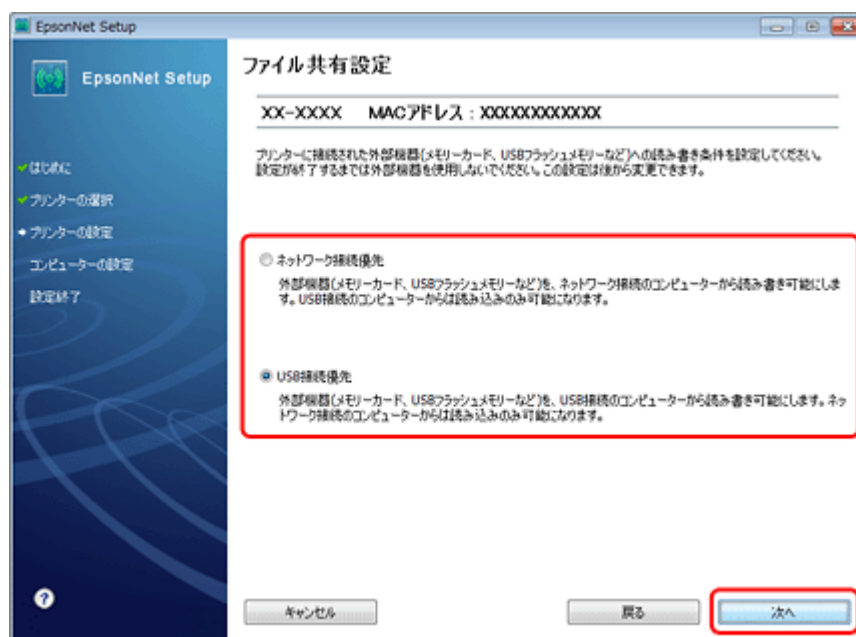 EpsonNet Setup
EpsonNet Setup
はじめに
プリンターの選択
プリンターの設定
コンピューターの設定
設定終了
ファイル共有設定
XX-XXXX MACアドレス:XXXXXXXXXXXX
プリンターに接続された外部機器(メモリーカード、USBフラッシュメモリーなど)への読み書き条件を設定してください。
設定が終了するまでは外部機器を使用しないでください。この設定は後から変更できます。
ネットワーク接続優先
外部機器(メモリーカード、USBフラッシュメモリーなど)を、ネットワーク接続のコンピューターから読み書き可能にしま
す。USB接続のコンピューターからは読み込みのみ可能になります。
USB接続優先
外部機器(メモリーカード、USBフラッシュメモリーなど)を、USB接続のコンピューターから読み書き可能にします。ネッ
トワーク接続のコンピューターからは読み込みのみ可能になります。
?
キャンセル
戻る
次へ